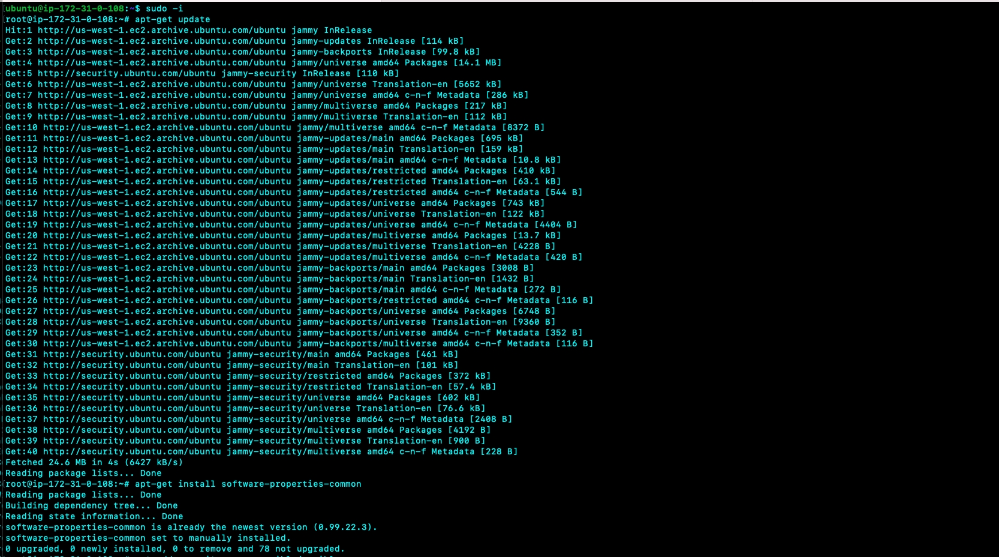 ubuntu@ip-172-31-0-108:~$ sudo -i
[root@ip-172-31-0-108:~# apt-get update
Hit:1 http://us-west-1.ec2.archive.ubuntu.com/ubuntu jammy InRelease
Get:2 http://us-west-1.ec2.archive.ubuntu.com/ubuntu jammy-updates InRelease [114 kB]
Get:3 http://us-west-1.ec2.archive.ubuntu.com/ubuntu jammy-backports InRelease [99.8 kB]
Get:4 http://us-west-1.ec2.archive.ubuntu.com/ubuntu jammy/universe amd64 Packages [14.1 MB]
Get:5 http://security.ubuntu.com/ubuntu jammy-security InRelease [110 kB]
Get:6 http://us-west-1.ec2.archive.ubuntu.com/ubuntu jammy/universe Translation-en [5652 kB]
Get:7 http://us-west-1.ec2.archive.ubuntu.com/ubuntu jammy/universe amd64 c-n-f Metadata [286 kB]
Get:8 http://us-west-1.ec2.archive.ubuntu.com/ubuntu jammy/multiverse amd64 Packages [217 kB]
Get:9 http://us-west-1.ec2.archive.ubuntu.com/ubuntu jammy/multiverse Translation-en [112 kB]
Get:10 http://us-west-1.ec2.archive.ubuntu.com/ubuntu jammy/multiverse amd64 c-n-f Metadata [8372 B]
Get:11 http://us-west-1.ec2.archive.ubuntu.com/ubuntu jammy-updates/main amd64 Packages [695 kB]
Get:12 http://us-west-1.ec2.archive.ubuntu.com/ubuntu jammy-updates/main Translation-en [159 kB]
Get:13 http://us-west-1.ec2.archive.ubuntu.com/ubuntu jammy-updates/main amd64 c-n-f Metadata [10.8 kB]
Get:14 http://us-west-1.ec2.archive.ubuntu.com/ubuntu jammy-updates/restricted amd64 Packages [410 kB]
Get:15 http://us-west-1.ec2.archive.ubuntu.com/ubuntu jammy-updates/restricted Translation-en [63.1 kB]
Get:16 http://us-west-1.ec2.archive.ubuntu.com/ubuntu jammy-updates/restricted amd64 c-n-f Metadata [544 B]
Get:17 http://us-west-1.ec2.archive.ubuntu.com/ubuntu jammy-updates/universe amd64 Packages [743 kB]
Get:18 http://us-west-1.ec2.archive.ubuntu.com/ubuntu jammy-updates/universe Translation-en [122 kB]
Get:19 http://us-west-1.ec2.archive.ubuntu.com/ubuntu jammy-updates/universe amd64 c-n-f Metadata [4404 B]
Get:20 http://us-west-1.ec2.archive.ubuntu.com/ubuntu jammy-updates/multiverse amd64 Packages [13.7 kB]
Get:21 http://us-west-1.ec2.archive.ubuntu.com/ubuntu jammy-updates/multiverse Translation-en [4228 B]
Get:22 http://us-west-1.ec2.archive.ubuntu.com/ubuntu jammy-updates/multiverse amd64 c-n-f Metadata [420 B]
Get:23 http://us-west-1.ec2.archive.ubuntu.com/ubuntu jammy-backports/main amd64 Packages [3008 B]
Get:24 http://us-west-1.ec2.archive.ubuntu.com/ubuntu jammy-backports/main Translation-en [1432 B]
Get:25 http://us-west-1.ec2.archive.ubuntu.com/ubuntu jammy-backports/main amd64 c-n-f Metadata [272 B]
Get:26 http://us-west-1.ec2.archive.ubuntu.com/ubuntu jammy-backports/restricted amd64 c-n-f Metadata [116 B]
Get:27 http://us-west-1.ec2.archive.ubuntu.com/ubuntu jammy-backports/universe amd64 Packages [6748 B]
Get:28 http://us-west-1.ec2.archive.ubuntu.com/ubuntu jammy-backports/universe Translation-en [9360 B]
Get:29 http://us-west-1.ec2.archive.ubuntu.com/ubuntu jammy-backports/universe amd64 c-n-f Metadata [352 B]
Get:30 http://us-west-1.ec2.archive.ubuntu.com/ubuntu jammy-backports/multiverse amd64 c-n-f Metadata [116 B]
Get:31 http://security.ubuntu.com/ubuntu jammy-security/main amd64 Packages [461 kB]
Get:32 http://security.ubuntu.com/ubuntu jammy-security/main Translation-en [101 kB]
Get:33 http://security.ubuntu.com/ubuntu jammy-security/restricted amd64 Packages [372 kB]
Get:34 http://security.ubuntu.com/ubuntu jammy-security/restricted Translation-en [57.4 kB]
Get:35 http://security.ubuntu.com/ubuntu jammy-security/universe amd64 Packages [602 kB]
Get:36 http://security.ubuntu.com/ubuntu jammy-security/universe Translation-en [76.6 kB]
Get:37 http://security.ubuntu.com/ubuntu jammy-security/universe amd64 c-n-f Metadata [2408 B]
Get:38 http://security.ubuntu.com/ubuntu jammy-security/multiverse amd64 Packages [4192 B]
Get:39 http://security.ubuntu.com/ubuntu jammy-security/multiverse Translation-en [900 B]
Get:40 http://security.ubuntu.com/ubuntu jammy-security/multiverse amd64 c-n-f Metadata [228 B]
Fetched 24.6 MB in 4s (6427 kB/s)
Reading package lists... Done
[root@ip-172-31-0-108:~# apt-get install software-properties-common
Reading package lists... Done
Building dependency tree... Done
Reading state information... Done
software-properties-common is already the newest version (0.99.22.3).
software-properties-common set to manually installed.
0 upgraded, 0 newly installed, 0 to remove and 78 not upgraded.